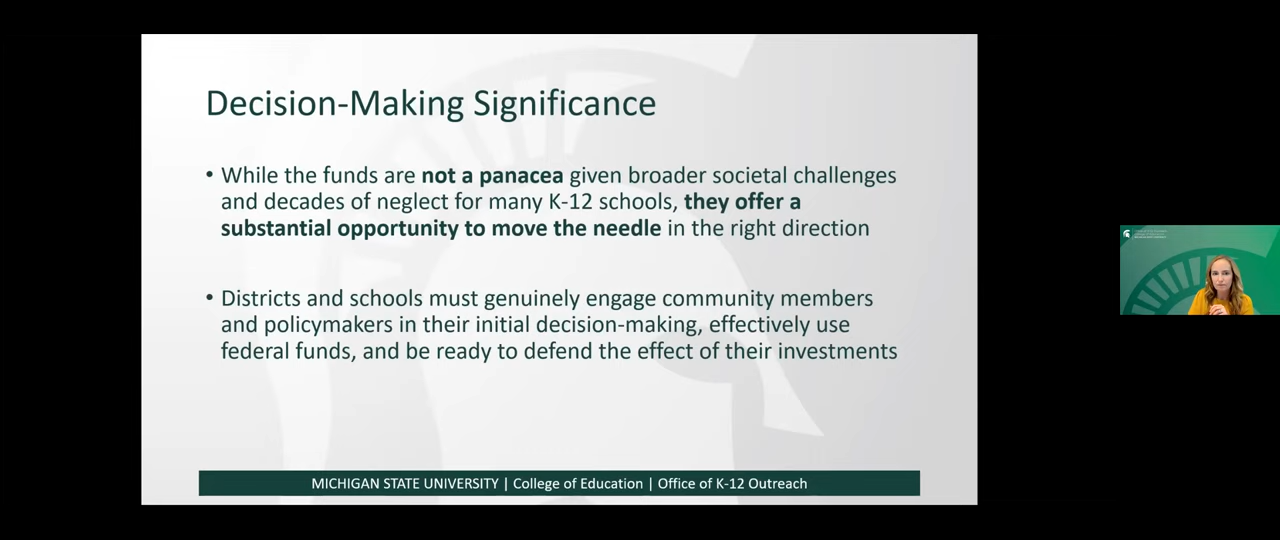 Decision-Making Significance
• While the funds are not a panacea given broader societal challenges
and decades of neglect for many K-12 schools, they offer a
substantial opportunity to move the needle in the right direction
• Districts and schools must genuinely engage community members
and policymakers in their initial decision-making, effectively use
federal funds, and be ready to defend the effect of their investments
MICHIGAN STATE UNIVERSITY | College of Education | Office of K-12 Outreach